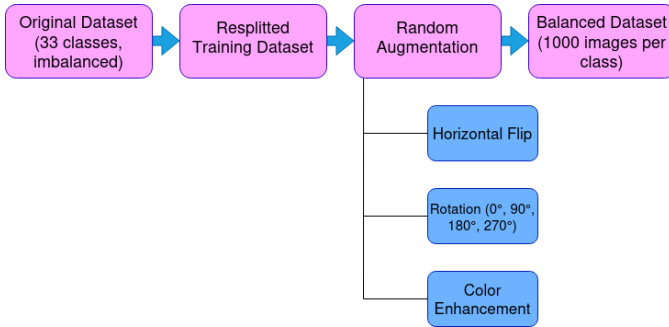 Original Dataset
(33 classes,
imbalanced)
Resplitted
Training Dataset
Random
Augmentation
Balanced Dataset
(1000 images per
class)
Horizontal Flip
Rotation (0°, 90°,
180°, 270°)
Color
Enhancement